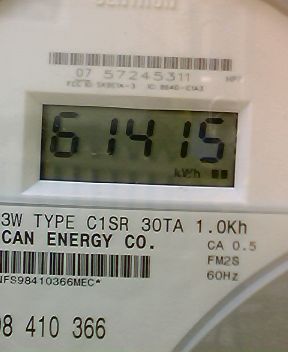 07 57245311
61415
kWh
3W TYPE C1SR 30TA 1.0Kh
CAN ENERGY CO.
CA 0.5
FM2S
60Hz
NFS98410366MEC*
98 410 366